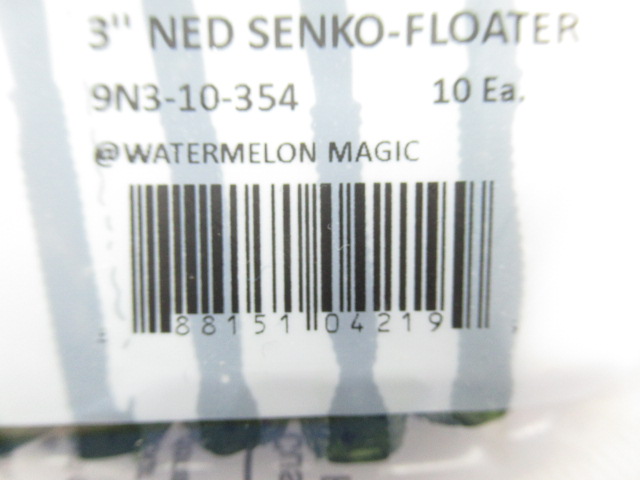 3" NED SENKO-FLOATER
9N3-10-354 10 Ea.
@WATERMELON MAGIC
88151 04219